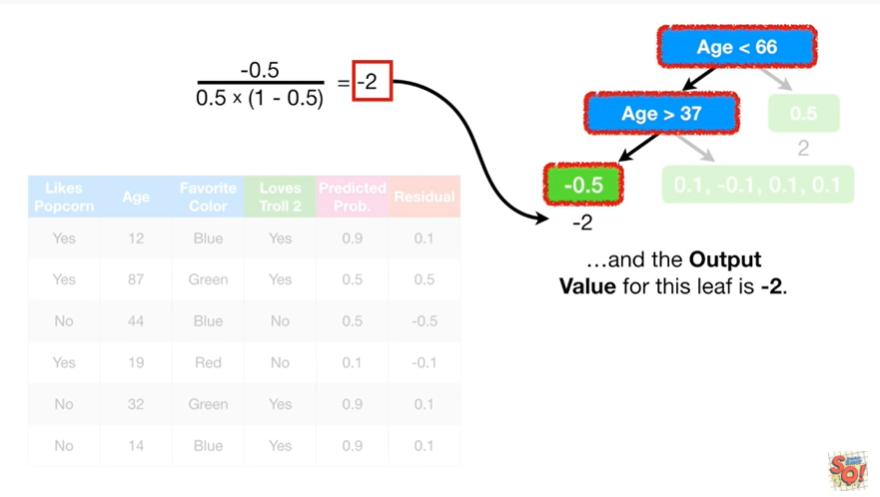 -0.5
0.5 × (1 - 0.5)
= -2
Age < 66
Age > 37
0.5
2
-0.5
0.1, -0.1, 0.1, 0.1
-2
…and the Output
Value for this leaf is -2.
Likes Popcorn Age Favorite Color Loves Troll 2 Predicted Prob. Residual
Yes 12 Blue Yes 0.9 0.1
Yes 87 Green Yes 0.5 0.5
No 44 Blue No 0.5 -0.5
Yes 19 Red No 0.1 -0.1
No 32 Green Yes 0.9 0.1
No 14 Blue Yes 0.9 0.1
SQ!